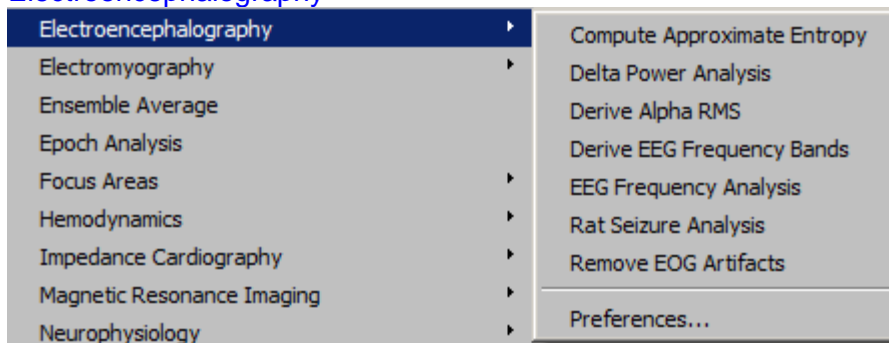 Electroencephalography
Electroencephalography
Electromyography
Ensemble Average
Epoch Analysis
Focus Areas
Hemodynamics
Impedance Cardiography
Magnetic Resonance Imaging
Neurophysiology
Compute Approximate Entropy
Delta Power Analysis
Derive Alpha RMS
Derive EEG Frequency Bands
EEG Frequency Analysis
Rat Seizure Analysis
Remove EOG Artifacts
Preferences...